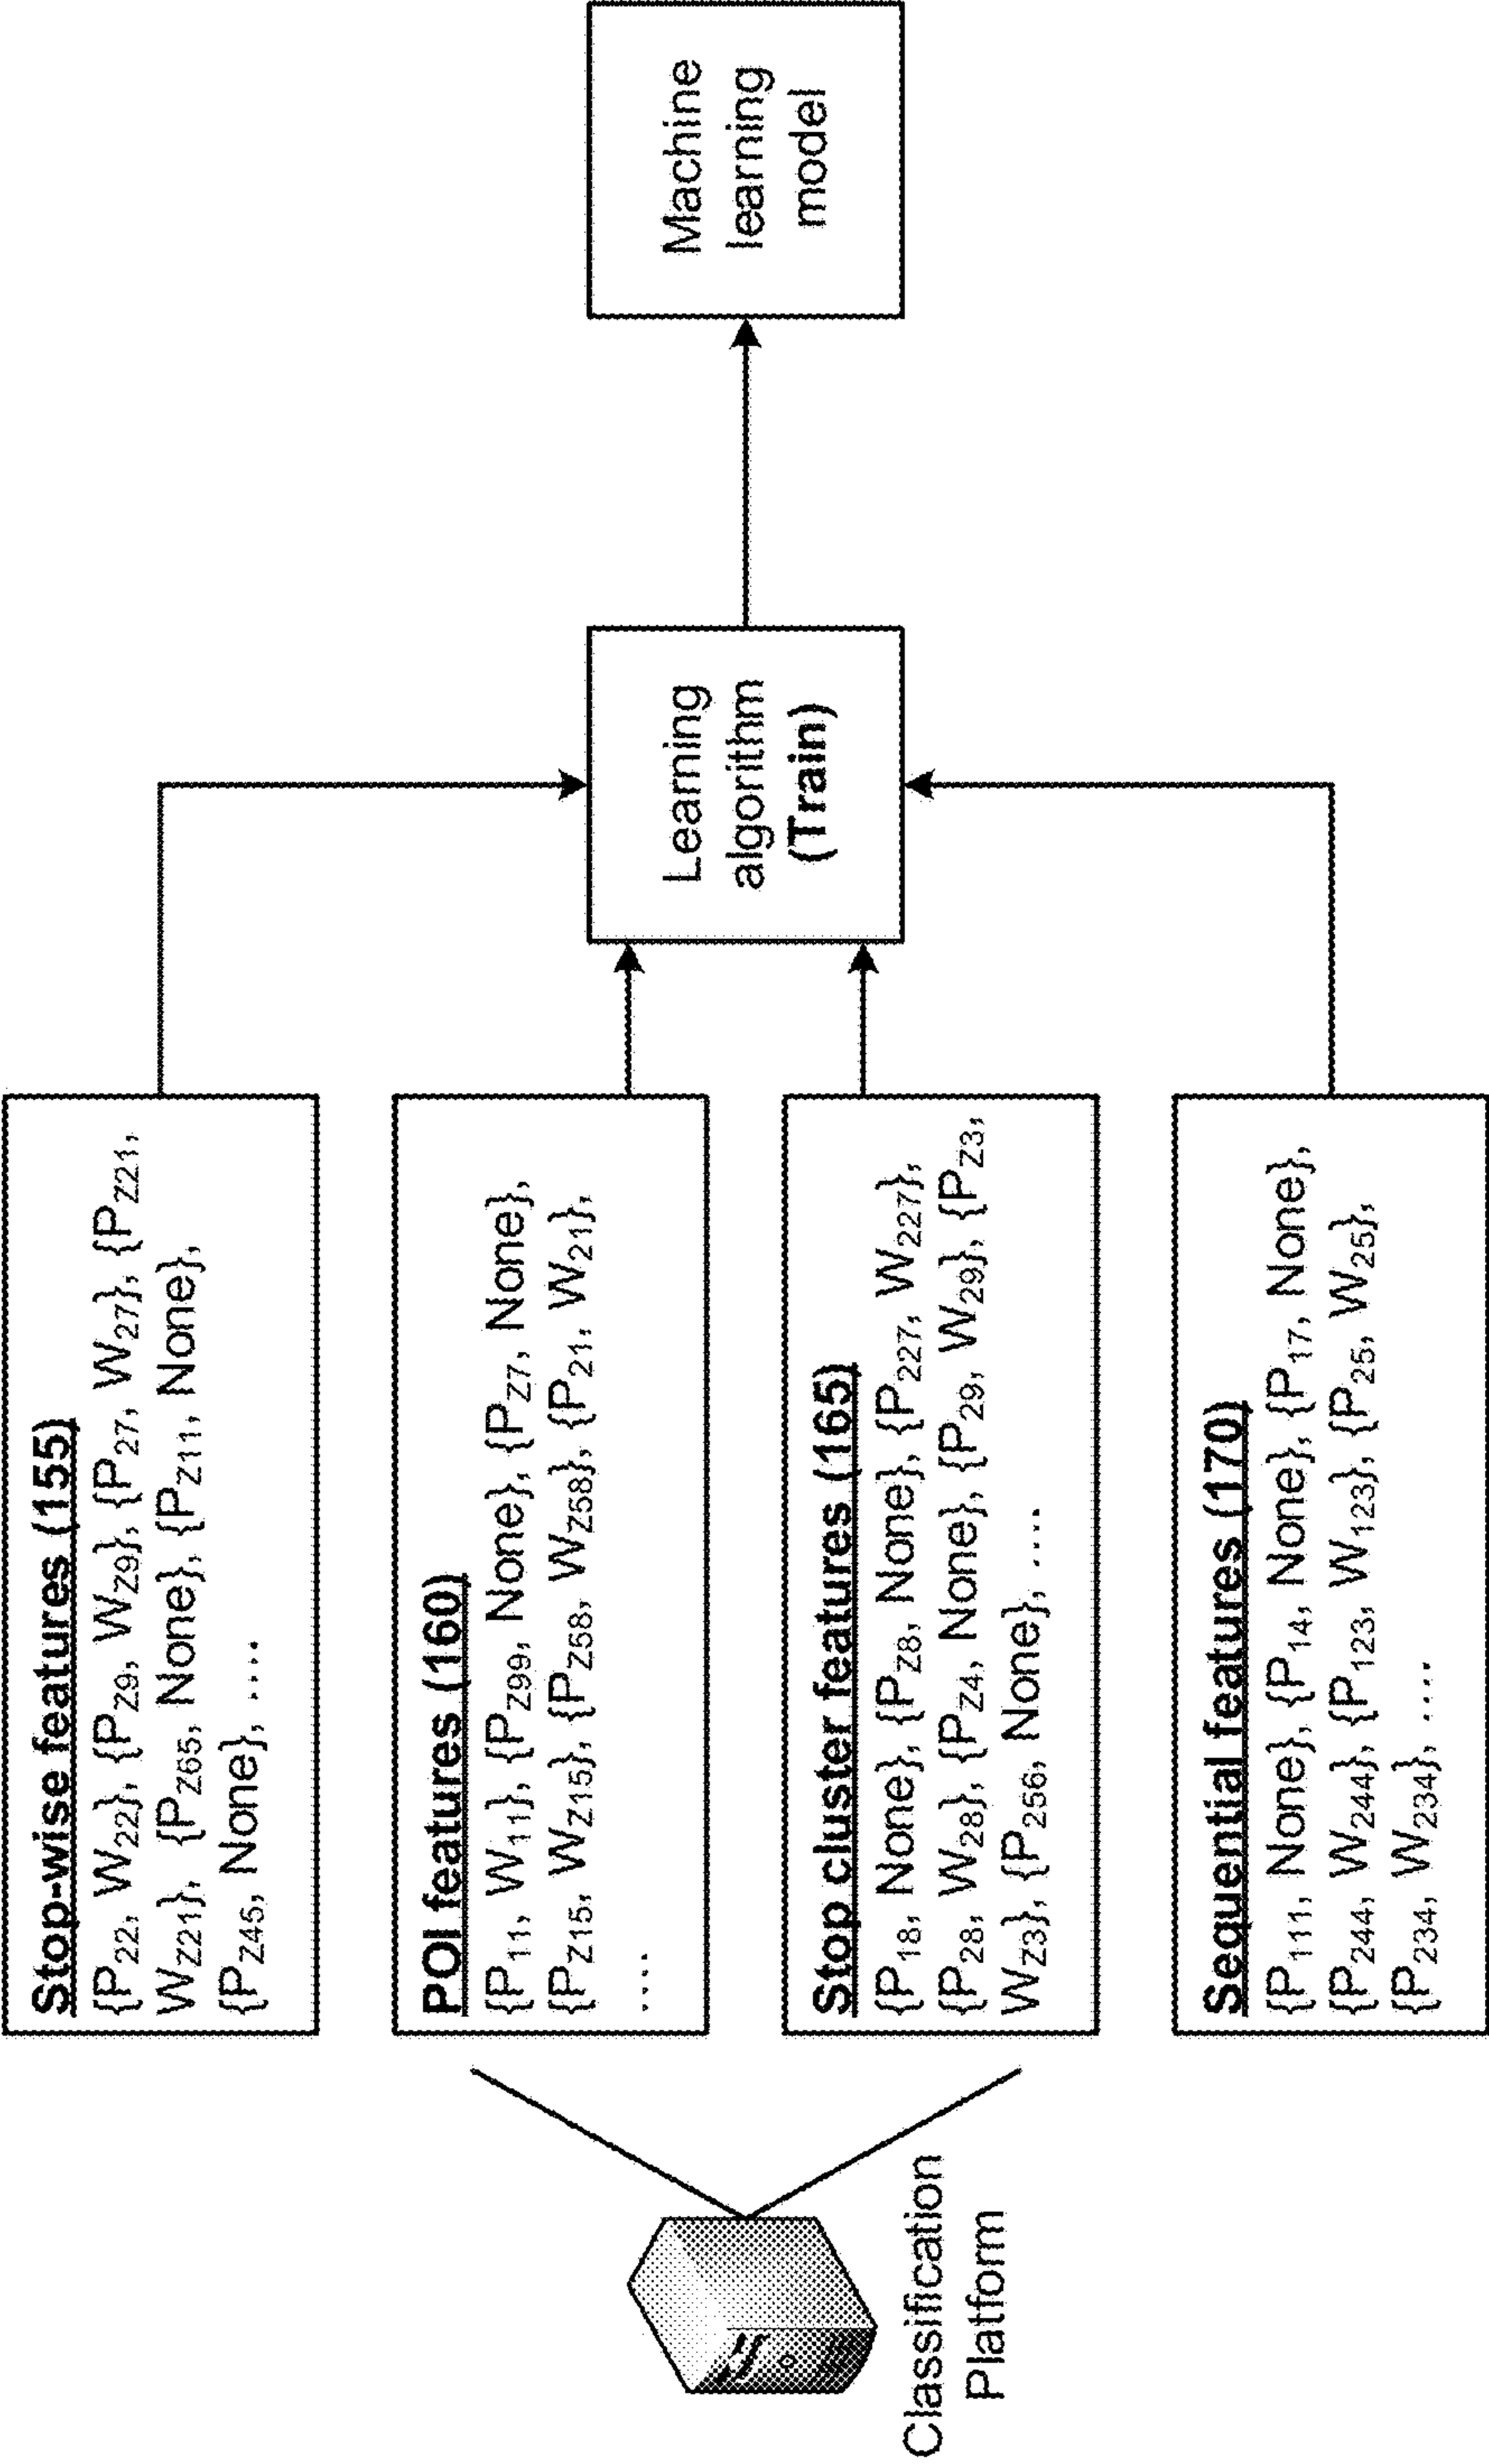 Stop-wise features (155)
{P22, W22}, {PZ9, WZ9}, {P27, W27}, {PZ21,
WZ21}, {PZ65, None}, {PZ11, None},
{PZ45, None}, ....
POI features (160)
{P11, W11}, {PZ99, None}, {PZ7, None},
{PZ15, WZ15}, {PZ58, WZ58}, {P21, W21},
....
Stop cluster features (165)
{P18, None}, {PZ8, None}, {P227, W227},
{P28, W28}, {PZ4, None}, {P29, W29}, {PZ3,
WZ3}, {P256, None}, ....
Sequential features (170)
{P111, None}, {P14, None}, {P17, None},
{P244, W244}, {P123, W123}, {P25, W25},
{P234, W234}, ....
Classification
Platform
Learning
algorithm
(Train)
Machine
learning
model